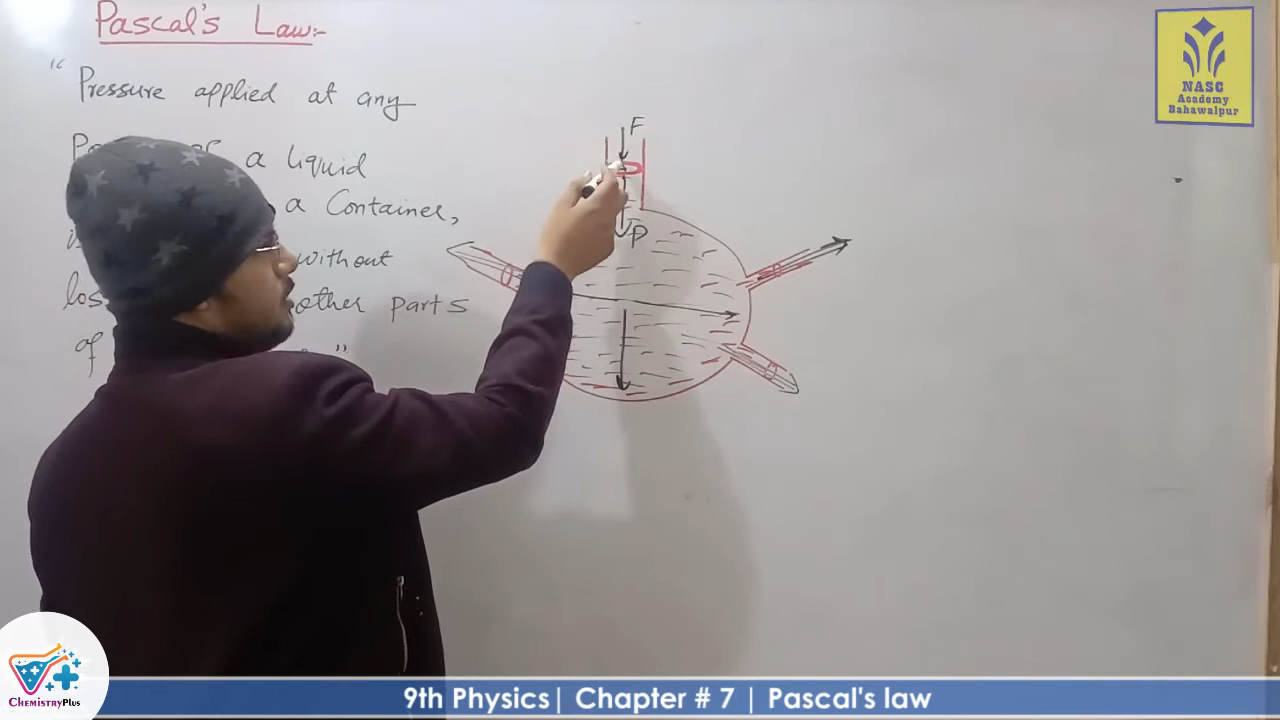 Pascal's Law:-
" Pressure applied at any
a liquid
a Container,
without
other parts
of "
F
P
NASC
Academy
Bahawalpur
CHEMISTRYPLUS
9th Physics| Chapter # 7 | Pascal's law